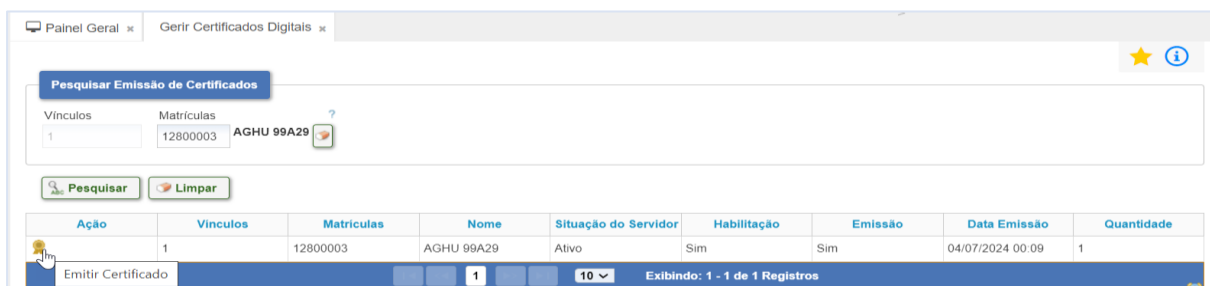 Painel Geral × Gerir Certificados Digitais ×
Pesquisar Emissão de Certificados
Vínculos Matrículas ?
1 12800003 AGHU 99A29
Pesquisar Limpar
Ação Vinculos Matriculas Nome Situação do Servidor Habilitação Emissão Data Emissão Quantidade
1 12800003 AGHU 99A29 Ativo Sim Sim 04/07/2024 00:09 1
Emitir Certificado 1 10 Exibindo: 1 - 1 de 1 Registros